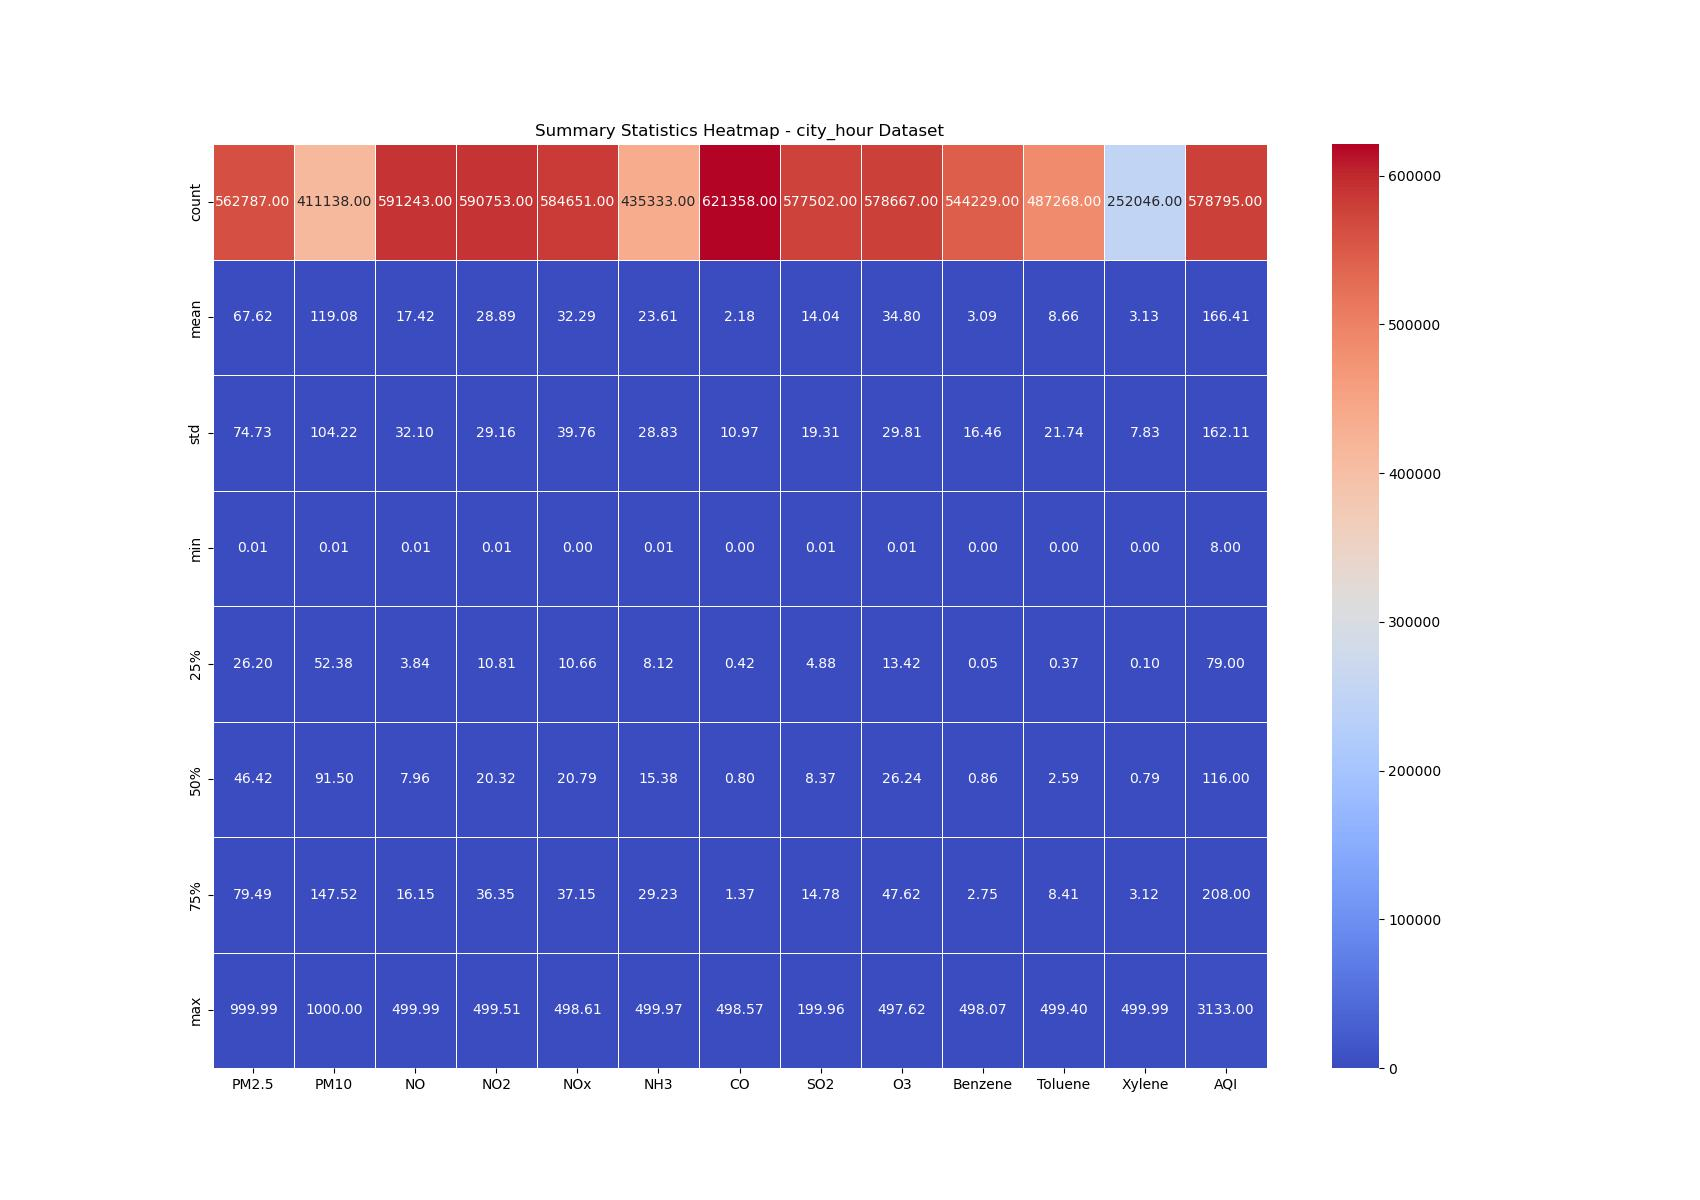 Summary Statistics Heatmap - city_hour Dataset
count 562787.00 411138.00 591243.00 590753.00 584651.00 435333.00 621358.00 577502.00 578667.00 544229.00 487268.00 252046.00 578795.00
mean 67.62 119.08 17.42 28.89 32.29 23.61 2.18 14.04 34.80 3.09 8.66 3.13 166.41
std 74.73 104.22 32.10 29.16 39.76 28.83 10.97 19.31 29.81 16.46 21.74 7.83 162.11
min 0.01 0.01 0.01 0.01 0.00 0.01 0.00 0.01 0.01 0.00 0.00 0.00 8.00
25% 26.20 52.38 3.84 10.81 10.66 8.12 0.42 4.88 13.42 0.05 0.37 0.10 79.00
50% 46.42 91.50 7.96 20.32 20.79 15.38 0.80 8.37 26.24 0.86 2.59 0.79 116.00
75% 79.49 147.52 16.15 36.35 37.15 29.23 1.37 14.78 47.62 2.75 8.41 3.12 208.00
max 999.99 1000.00 499.99 499.51 498.61 499.97 498.57 199.96 497.62 498.07 499.40 499.99 3133.00
PM2.5 PM10 NO NO2 NOx NH3 CO SO2 O3 Benzene Toluene Xylene AQI
600000
500000
400000
300000
200000
100000
0